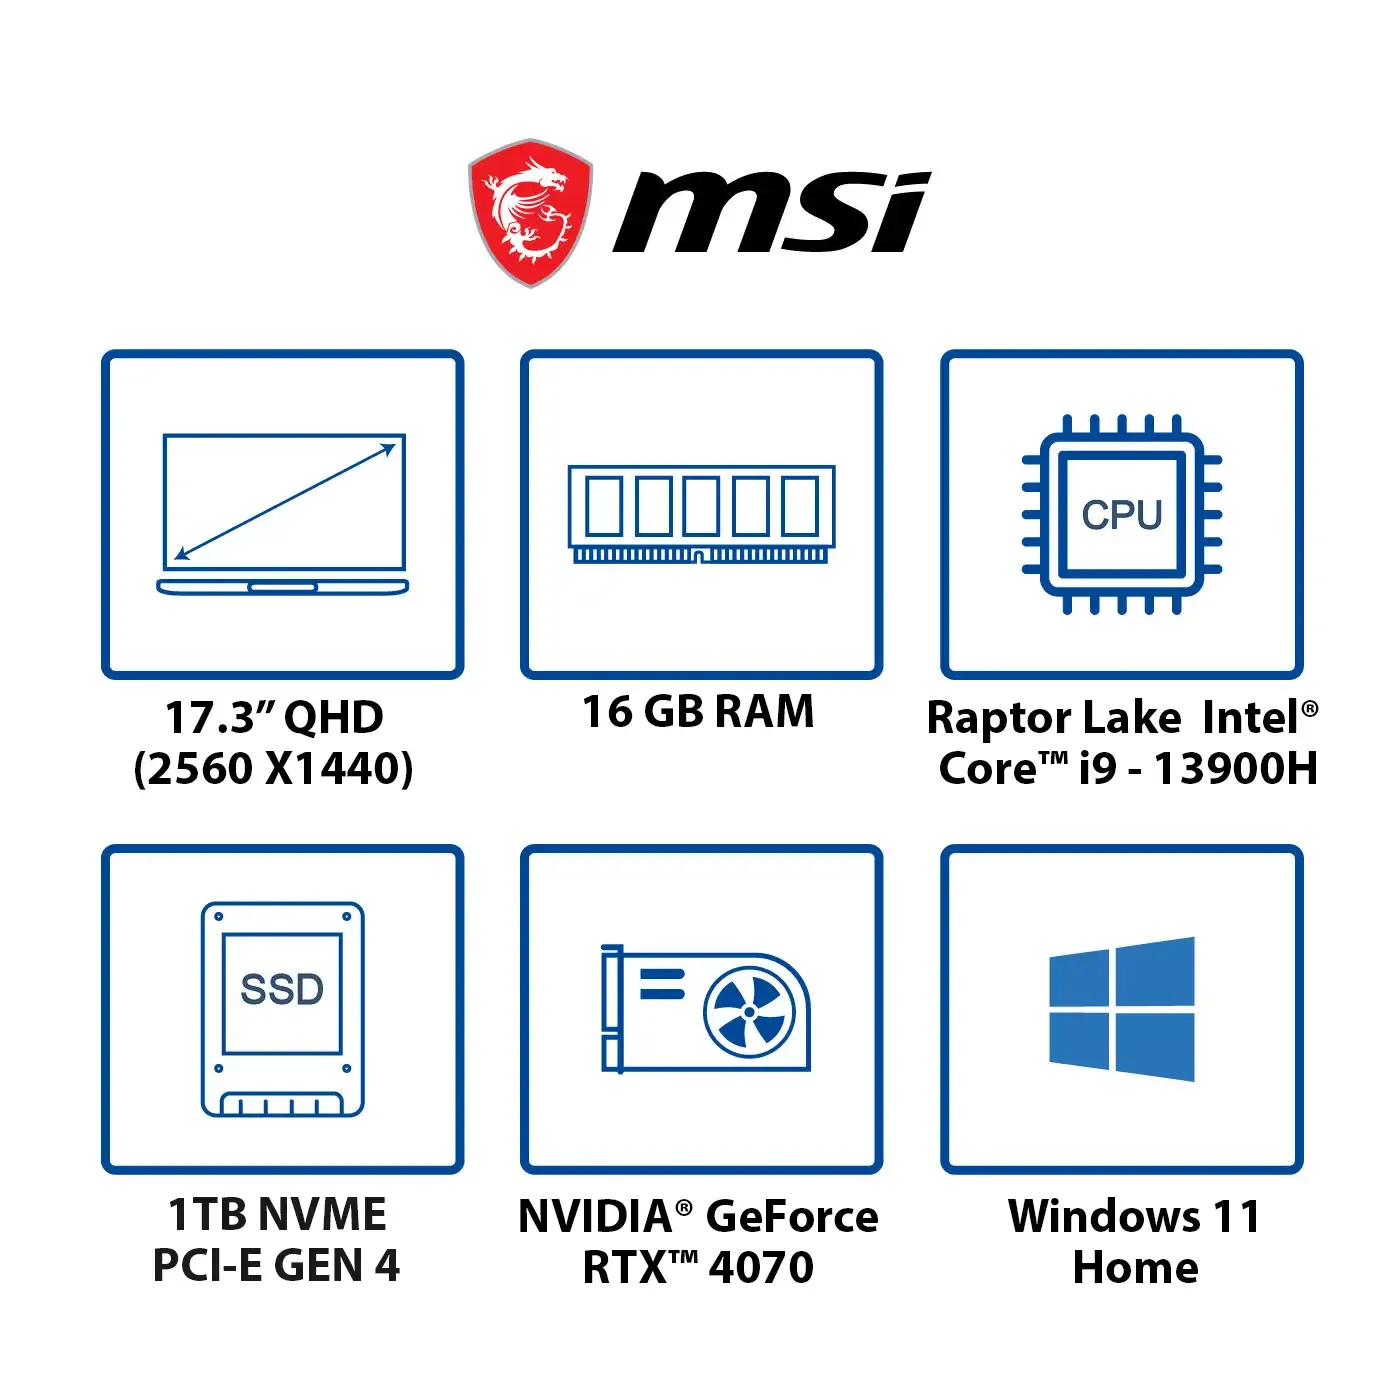 msi
17.3” QHD
(2560 X1440)
16 GB RAM
CPU
Raptor Lake  Intel®
Core™ i9 - 13900H
SSD
1TB NVME
PCI-E GEN 4
NVIDIA® GeForce
RTX™ 4070
Windows 11
Home